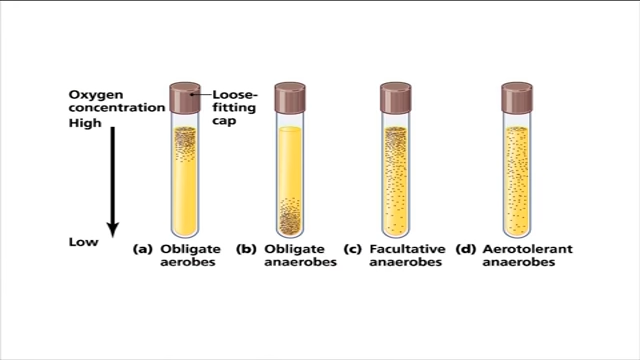 Oxygen
concentration
High
Loose-
fitting
cap
Low
(a) Obligate
aerobes
(b) Obligate
anaerobes
(c) Facultative
anaerobes
(d) Aerotolerant
anaerobes